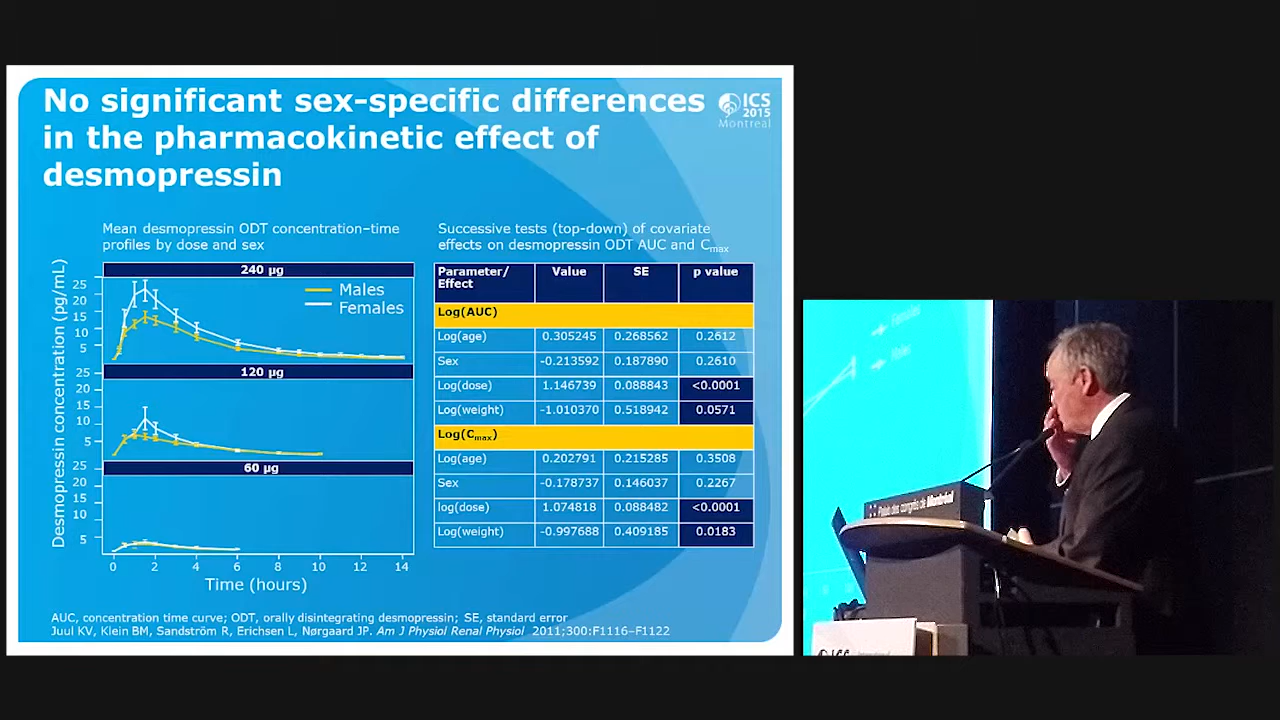 No significant sex-specific differences
in the pharmacokinetic effect of
desmopressin
ICS
2015
Montreal
Mean desmopressin ODT concentration–time
profiles by dose and sex
Desmopressin concentration (pg/mL)
240 µg
25
20
15
10
5
Males
Females
120 µg
25
20
15
10
5
60 µg
25
20
15
10
5
0 2 4 6 8 10 12 14
Time (hours)
Successive tests (top-down) of covariate
effects on desmopressin ODT AUC and Cmax
Parameter/Effect Value SE p value
Log(AUC)
Log(age) 0.305245 0.268562 0.2612
Sex -0.213592 0.187890 0.2610
Log(dose) 1.146739 0.088843 <0.0001
Log(weight) -1.010370 0.518942 0.0571
Log(Cmax)
Log(age) 0.202791 0.215285 0.3508
Sex -0.178737 0.146037 0.2267
log(dose) 1.074818 0.088482 <0.0001
Log(weight) -0.997688 0.409185 0.0183
AUC, concentration time curve; ODT, orally disintegrating desmopressin; SE, standard error
Juul KV, Klein BM, Sandström R, Erichsen L, Nørgaard JP. Am J Physiol Renal Physiol 2011;300:F1116–F1122
Females
Males
Palais des congrès de Montréal